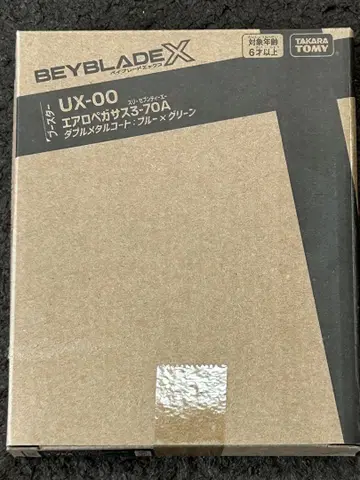 BEYBLADE X
ベイブレードエックス
対象年齢
6才以上
TAKARA
TOMY
ブースター
UX-00
スリーセブンティーエー
エアロペガサス3-70A
ダブルメタルコート：ブルー×グリーン